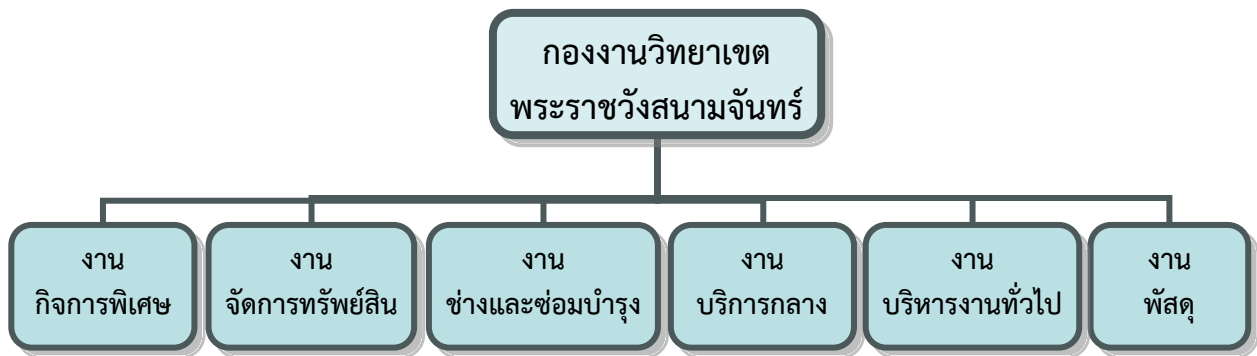 กองงานวิทยาเขต
พระราชวังสนามจันทร์
งาน
กิจการพิเศษ
งาน
จัดการทรัพย์สิน
งาน
ช่างและซ่อมบำรุง
งาน
บริการกลาง
งาน
บริหารงานทั่วไป
งาน
พัสดุ